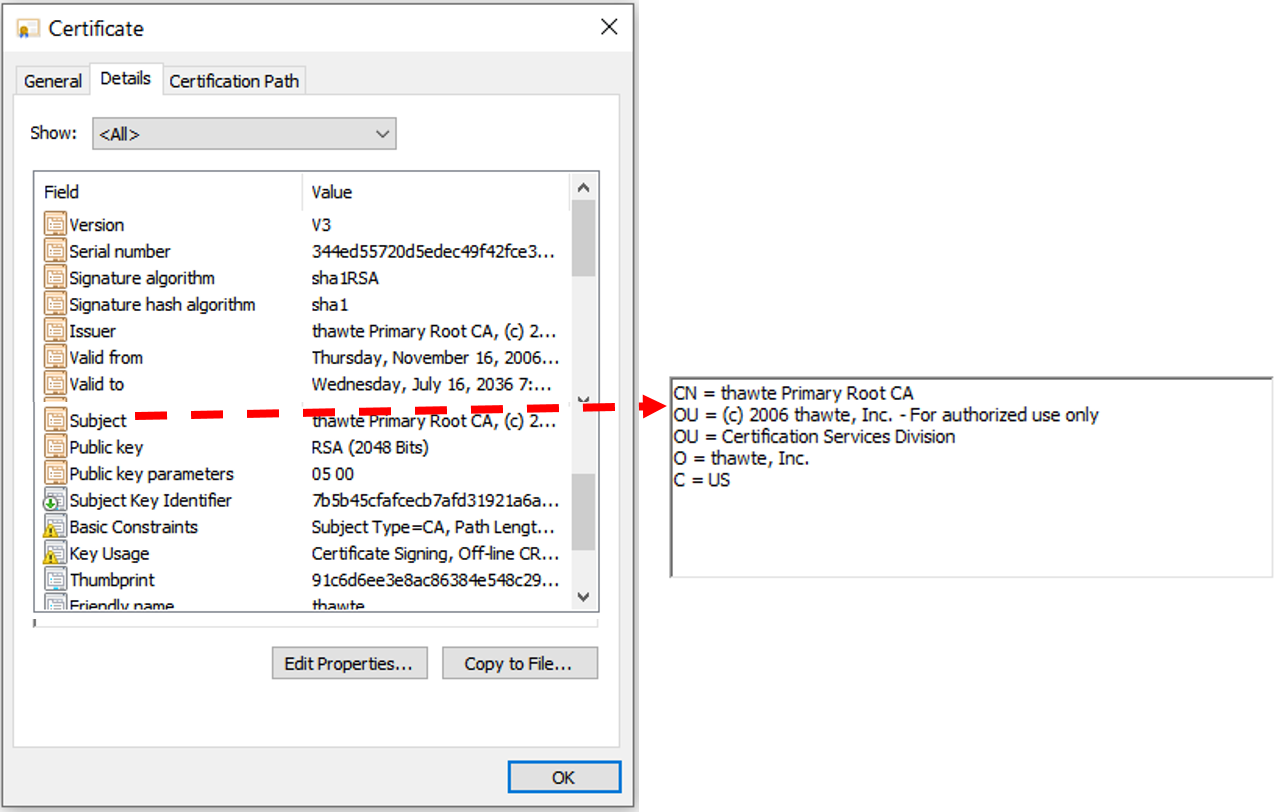 Certificate
General Details Certification Path
Show: <All>
Field Value
Version V3
Serial number 344ed55720d5edec49f42fce3...
Signature algorithm sha1RSA
Signature hash algorithm sha1
Issuer thawte Primary Root CA, (c) 2...
Valid from Thursday, November 16, 2006...
Valid to Wednesday, July 16, 2036 7:...
Subject thawte Primary Root CA, (c) 2...
Public key RSA (2048 Bits)
Public key parameters 05 00
Subject Key Identifier 7b5b45cfafcecb7afd31921a6a...
Basic Constraints Subject Type=CA, Path Lengt...
Key Usage Certificate Signing, Off-line CR...
Thumbprint 91c6d6ee3e8ac86384e548c29...
Friendly name thawte
Edit Properties... Copy to File...
OK
CN = thawte Primary Root CA
OU = (c) 2006 thawte, Inc. - For authorized use only
OU = Certification Services Division
O = thawte, Inc.
C = US